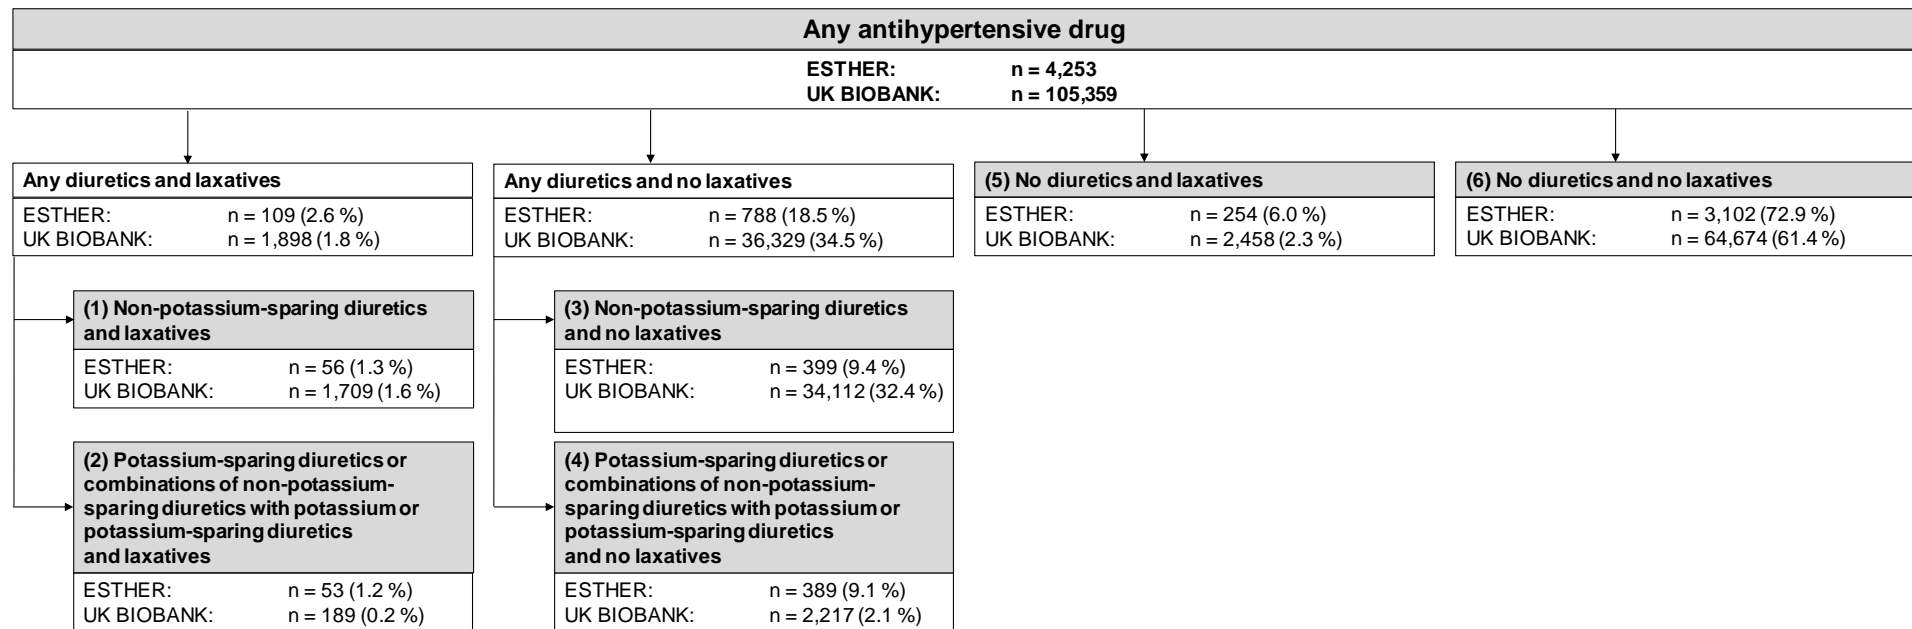 Any antihypertensive drug
ESTHER: n = 4,253
UK BIOBANK: n = 105,359
Any diuretics and laxatives
ESTHER: n = 109 (2.6 %)
UK BIOBANK: n = 1,898 (1.8 %)
Any diuretics and no laxatives
ESTHER: n = 788 (18.5 %)
UK BIOBANK: n = 36,329 (34.5 %)
(5) No diuretics and laxatives
ESTHER: n = 254 (6.0 %)
UK BIOBANK: n = 2,458 (2.3 %)
(6) No diuretics and no laxatives
ESTHER: n = 3,102 (72.9 %)
UK BIOBANK: n = 64,674 (61.4 %)
(1) Non-potassium-sparing diuretics
and laxatives
ESTHER: n = 56 (1.3 %)
UK BIOBANK: n = 1,709 (1.6 %)
(3) Non-potassium-sparing diuretics
and no laxatives
ESTHER: n = 399 (9.4 %)
UK BIOBANK: n = 34,112 (32.4 %)
(2) Potassium-sparing diuretics or
combinations of non-potassium-
sparing diuretics with potassium or
potassium-sparing diuretics
and laxatives
ESTHER: n = 53 (1.2 %)
UK BIOBANK: n = 189 (0.2 %)
(4) Potassium-sparing diuretics or
combinations of non-potassium-
sparing diuretics with potassium or
potassium-sparing diuretics
and no laxatives
ESTHER: n = 389 (9.1 %)
UK BIOBANK: n = 2,217 (2.1 %)